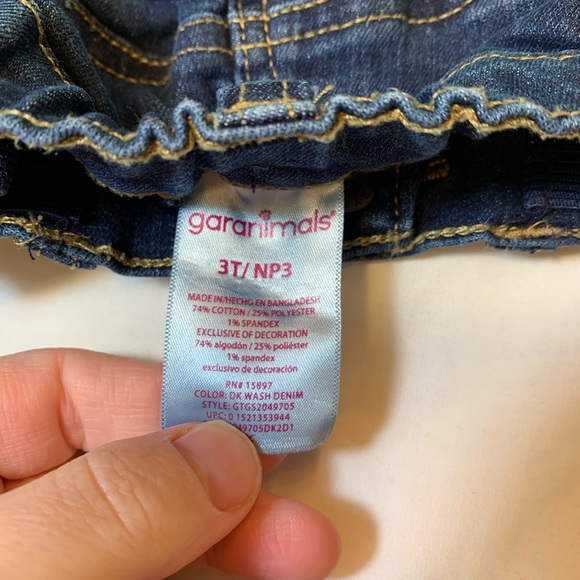 garanimals®
3T/ NP3
MADE IN/HECHO EN BANGLADESH
74% COTTON / 25% POLYESTER
1% SPANDEX
EXCLUSIVE OF DECORATION
74% algodón / 25% poliéster
1% spandex
exclusivo de decoración
RN# 15897
COLOR: DK WASH DENIM
STYLE: GTGS2049705
UPC: 0 1521353944
49705DK2D1